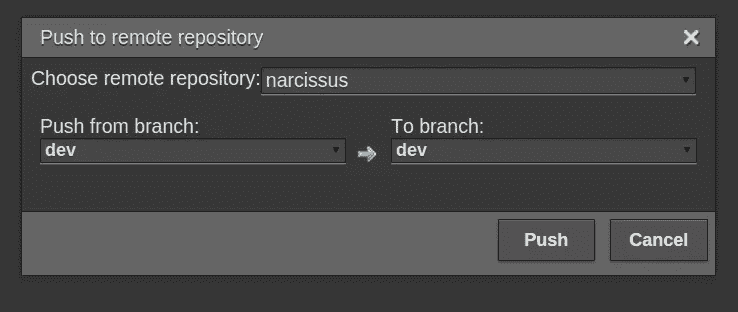 Push to remote repository
Choose remote repository: narcissus
Push from branch: To branch:
dev dev
Push Cancel